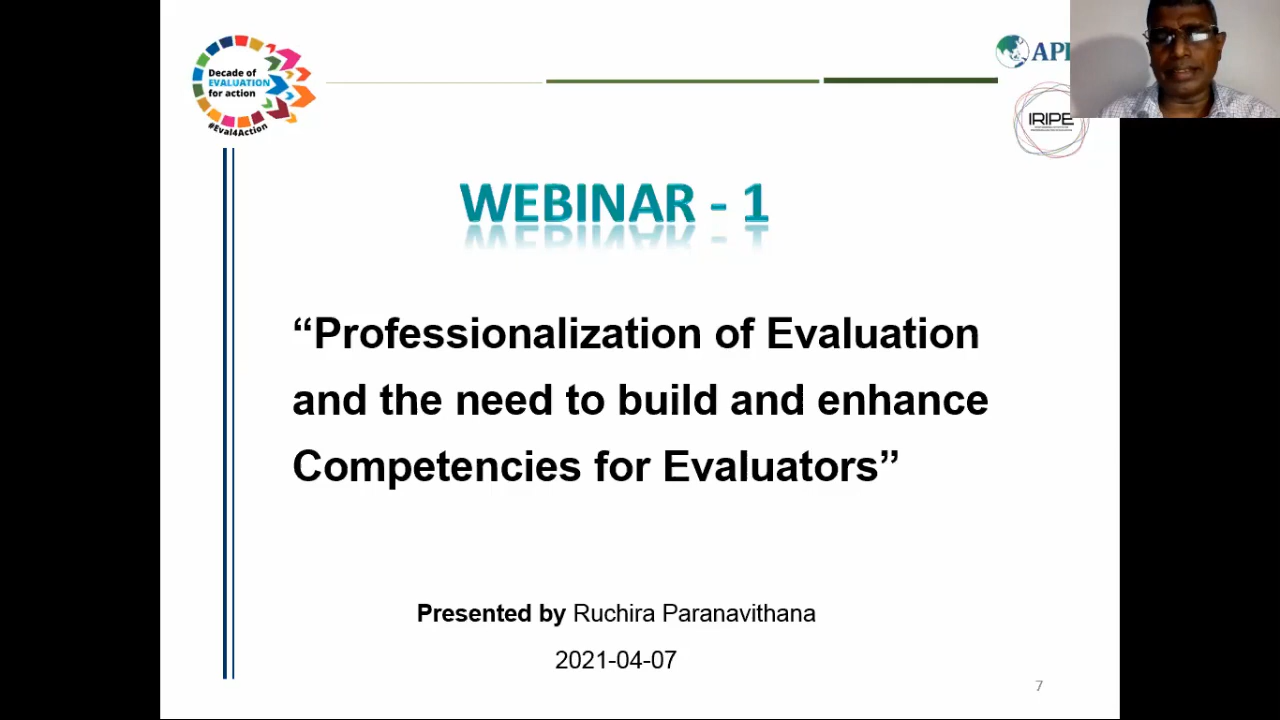 Decade of
EVALUATION
for action
#Eval4Action
IRIPE
WEBINAR - 1
“Professionalization of Evaluation
and the need to build and enhance
Competencies for Evaluators”
Presented by Ruchira Paranavithana
2021-04-07
7